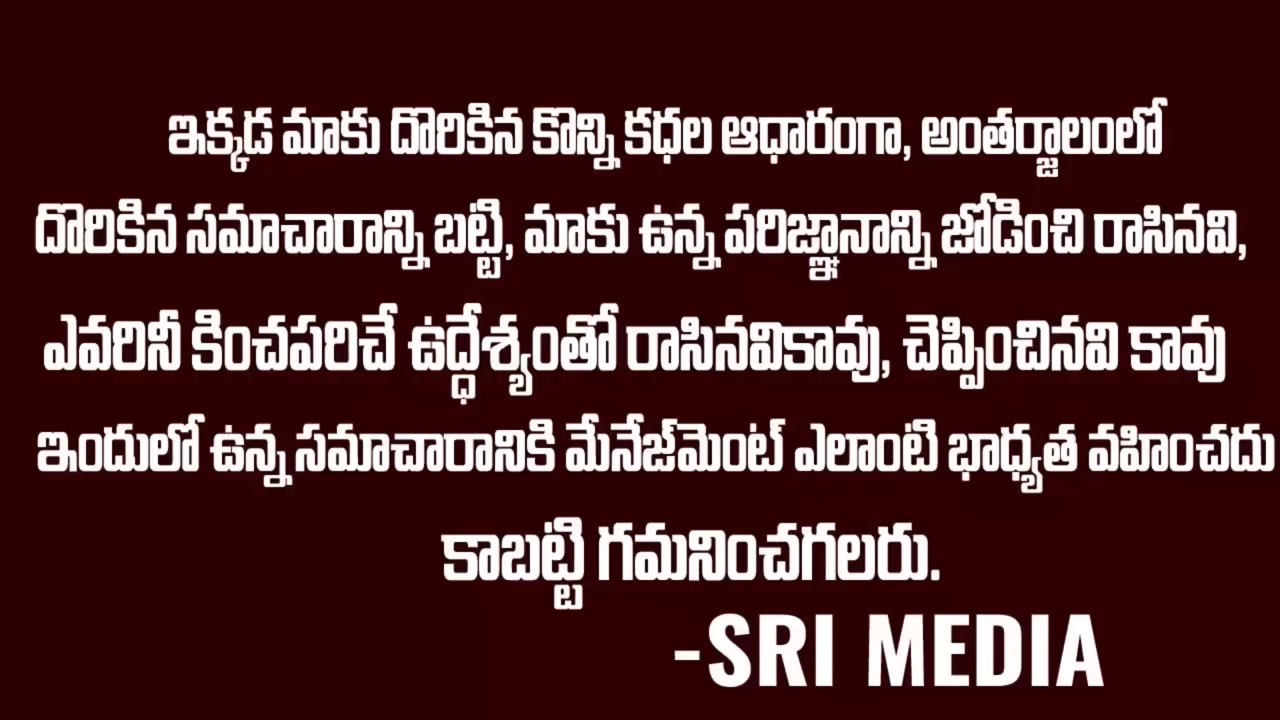 ఇక్కడ మాకు దొరికిన కొన్ని కధల ఆధారంగా, అంతర్జాలంలో
దొరికిన సమాచారాన్ని బట్టి, మాకు ఉన్న పరిజ్ఞానాన్ని జోడించి రాసినవి,
ఎవరినీ కించపరిచే ఉద్ధేశ్యంతో రాసినవికావు, చెప్పించినవి కావు
ఇందులో ఉన్న సమాచారానికి మేనేజ్‌మెంట్ ఎలాంటి భాధ్యత వహించదు
కాబట్టి గమనించగలరు.
-SRI MEDIA